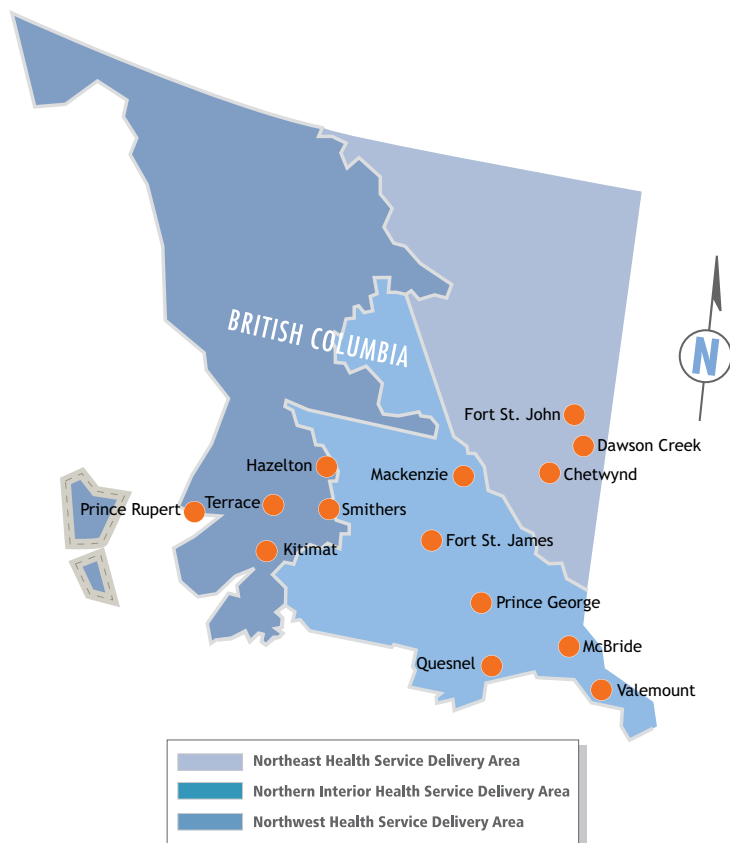 BRITISH COLUMBIA
N
Fort St. John
Dawson Creek
Hazelton
Mackenzie
Chetwynd
Prince Rupert
Terrace
Smithers
Kitimat
Fort St. James
Prince George
McBride
Quesnel
Valemount
Northeast Health Service Delivery Area
Northern Interior Health Service Delivery Area
Northwest Health Service Delivery Area